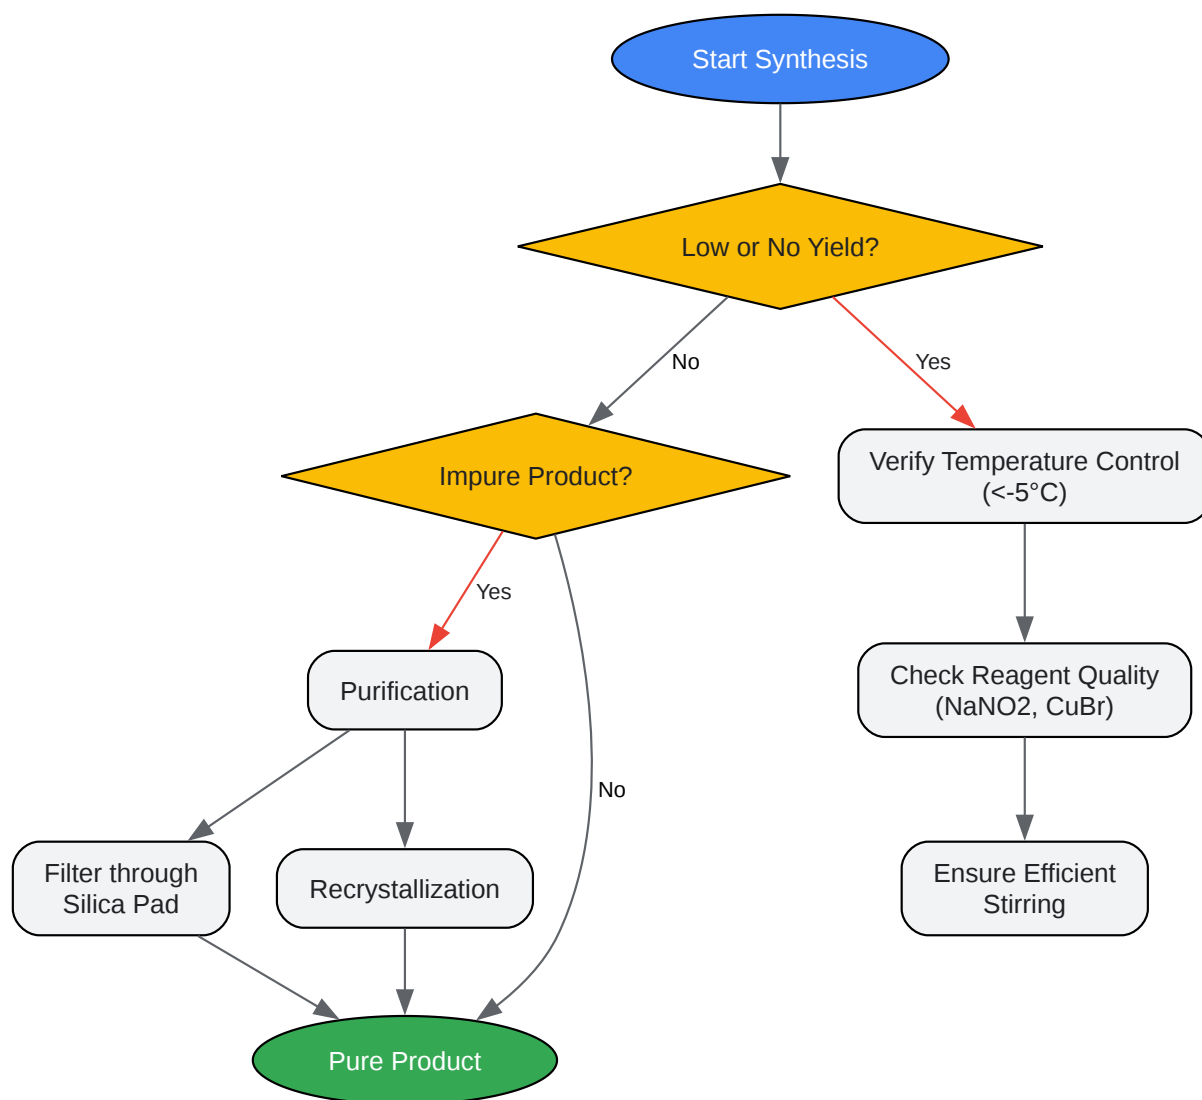 Start Synthesis
Low or No Yield?
No
Yes
Impure Product?
Verify Temperature Control
(<-5°C)
Yes
Purification
Check Reagent Quality
(NaNO2, CuBr)
No
Filter through
Silica Pad
Recrystallization
Ensure Efficient
Stirring
Pure Product